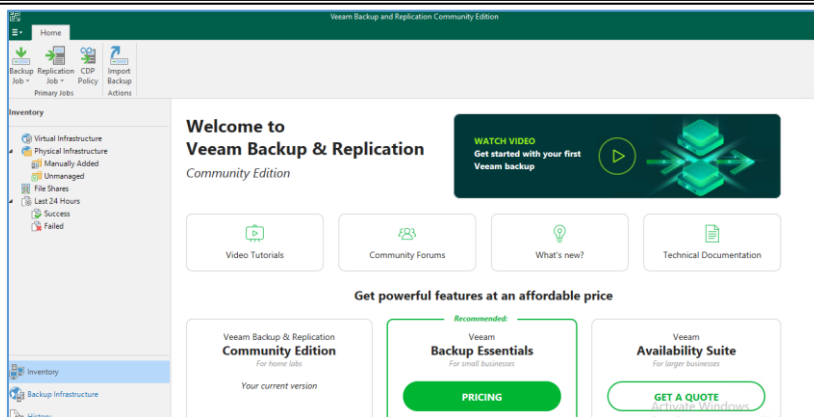 Veeam Backup and Replication Community Edition
Home
Backup Replication CDP Import
Job Job Policy Backup
Primary Jobs Actions
Inventory
Virtual Infrastructure
Physical Infrastructure
Manually Added
Unmanaged
File Shares
Last 24 Hours
Success
Failed
Inventory
Backup Infrastructure
History
Welcome to
Veeam Backup & Replication
Community Edition
WATCH VIDEO
Get started with your first
Veeam backup
Video Tutorials
Community Forums
What's new?
Technical Documentation
Get powerful features at an affordable price
Veeam Backup & Replication
Community Edition
For home labs
Your current version
Recommended:
Veeam
Backup Essentials
For small businesses
PRICING
Veeam
Availability Suite
For larger businesses
GET A QUOTE
Activate Windows